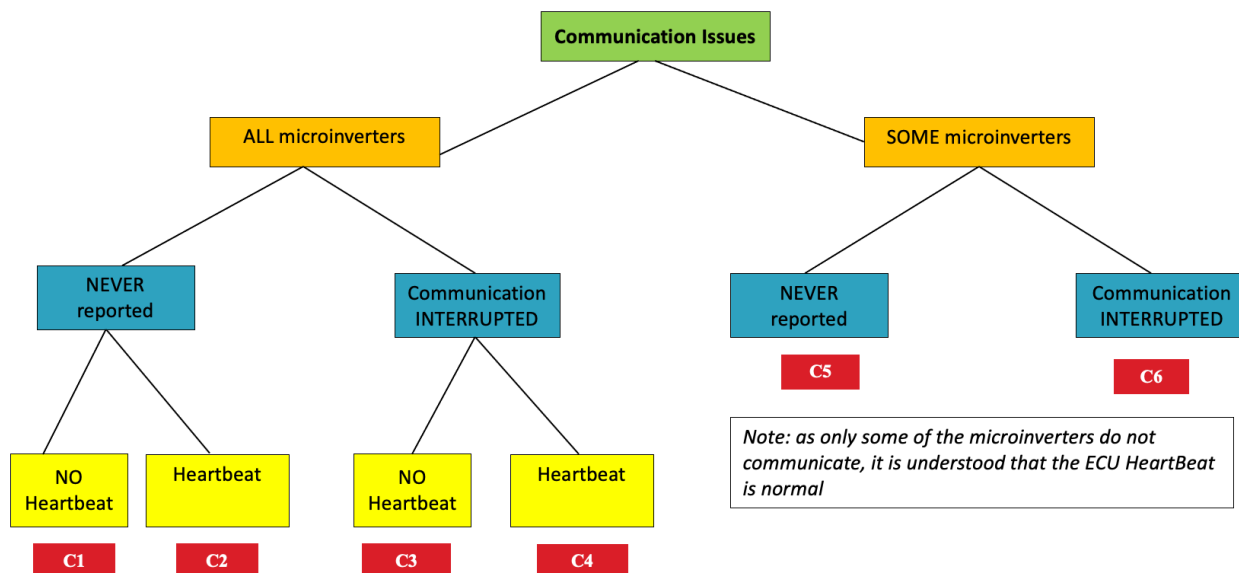 Communication Issues
ALL microinverters
SOME microinverters
NEVER
reported
Communication
INTERRUPTED
NEVER
reported
Communication
INTERRUPTED
C5
C6
Note: as only some of the microinverters do not
communicate, it is understood that the ECU HeartBeat
is normal
NO
Heartbeat
Heartbeat
NO
Heartbeat
Heartbeat
C1
C2
C3
C4